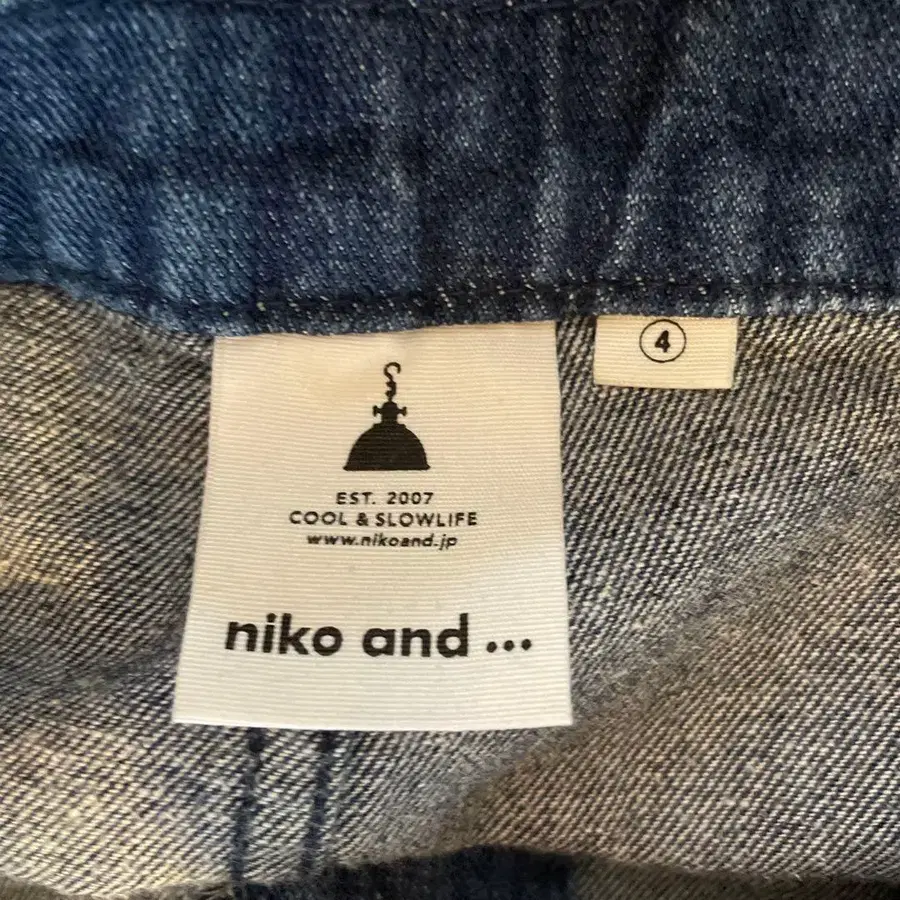 EST. 2007
COOL & SLOWLIFE
www.nikoand.jp
niko and ...
4